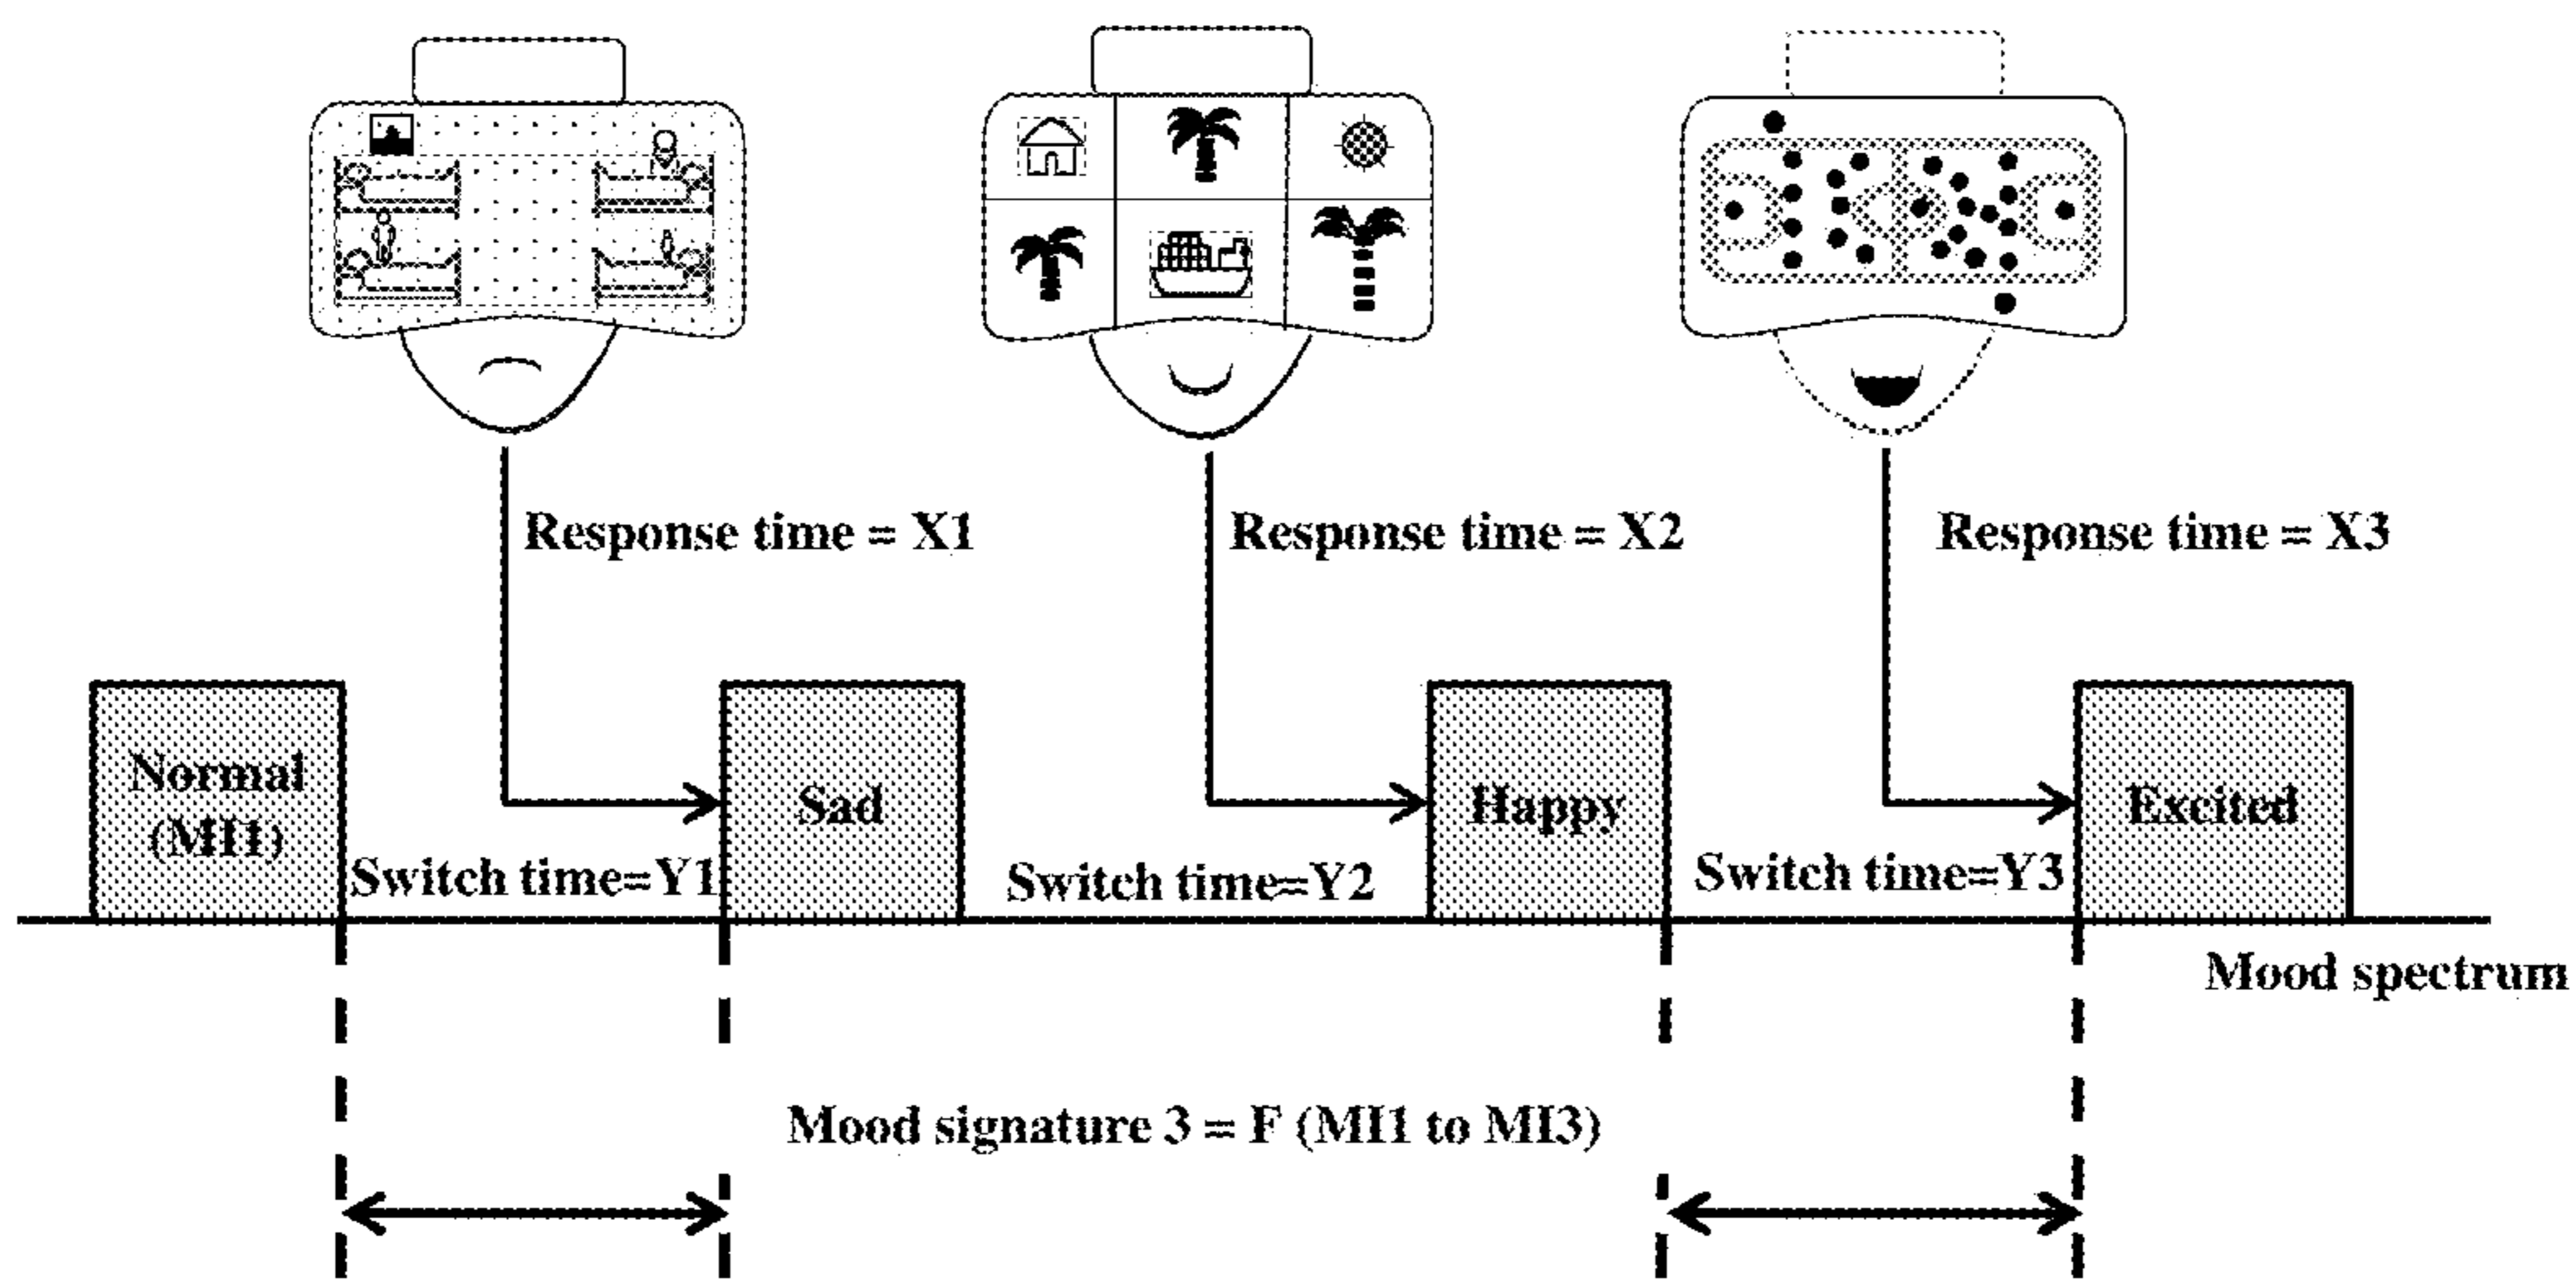 Response time = X1
Response time = X2
Response time = X3
Normal
(MI1)
Switch time=Y1
Sad
Switch time=Y2
Happy
Switch time=Y3
Excited
Mood spectrum
Mood signature 3 = F (MI1 to MI3)